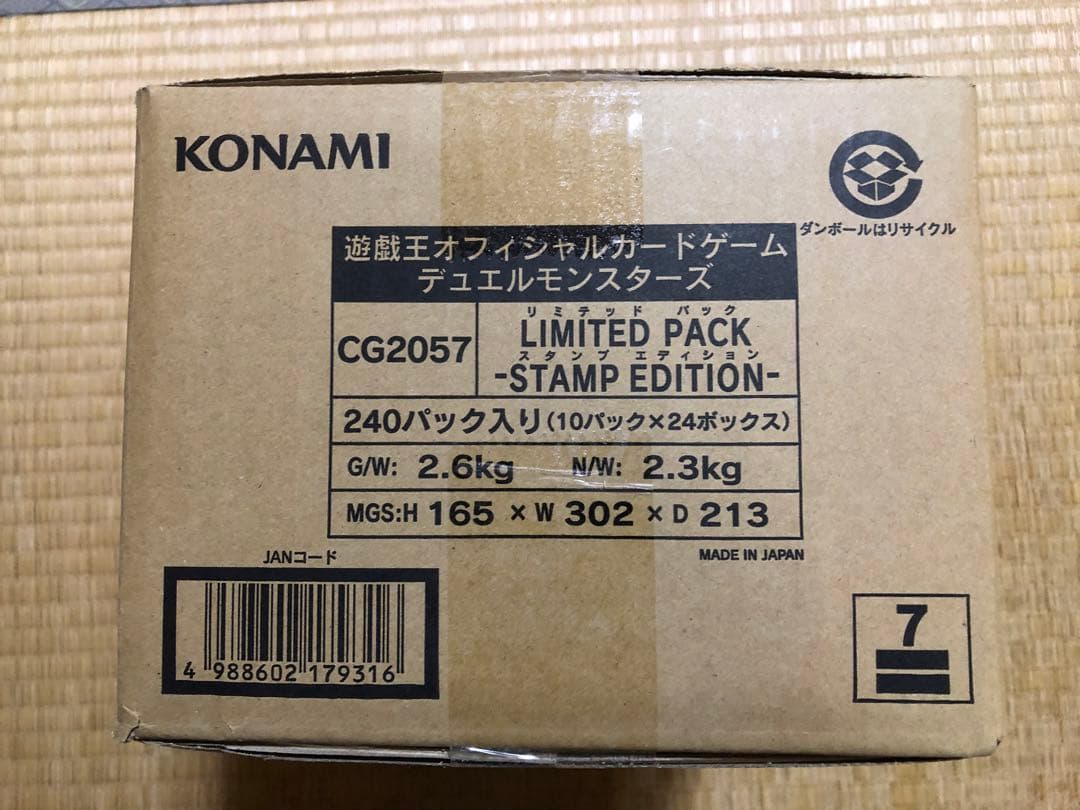 KONAMI
ダンボールはリサイクル
遊戯王オフィシャルカードゲーム
デュエルモンスターズ
CG2057
リミテッド パック
LIMITED PACK
スタンプ エディション
-STAMP EDITION-
240パック入り(10パック×24ボックス)
G/W: 2.6kg N/W: 2.3kg
MGS:H 165 × W 302 × D 213
JANコード
MADE IN JAPAN
4 988602 179316
7